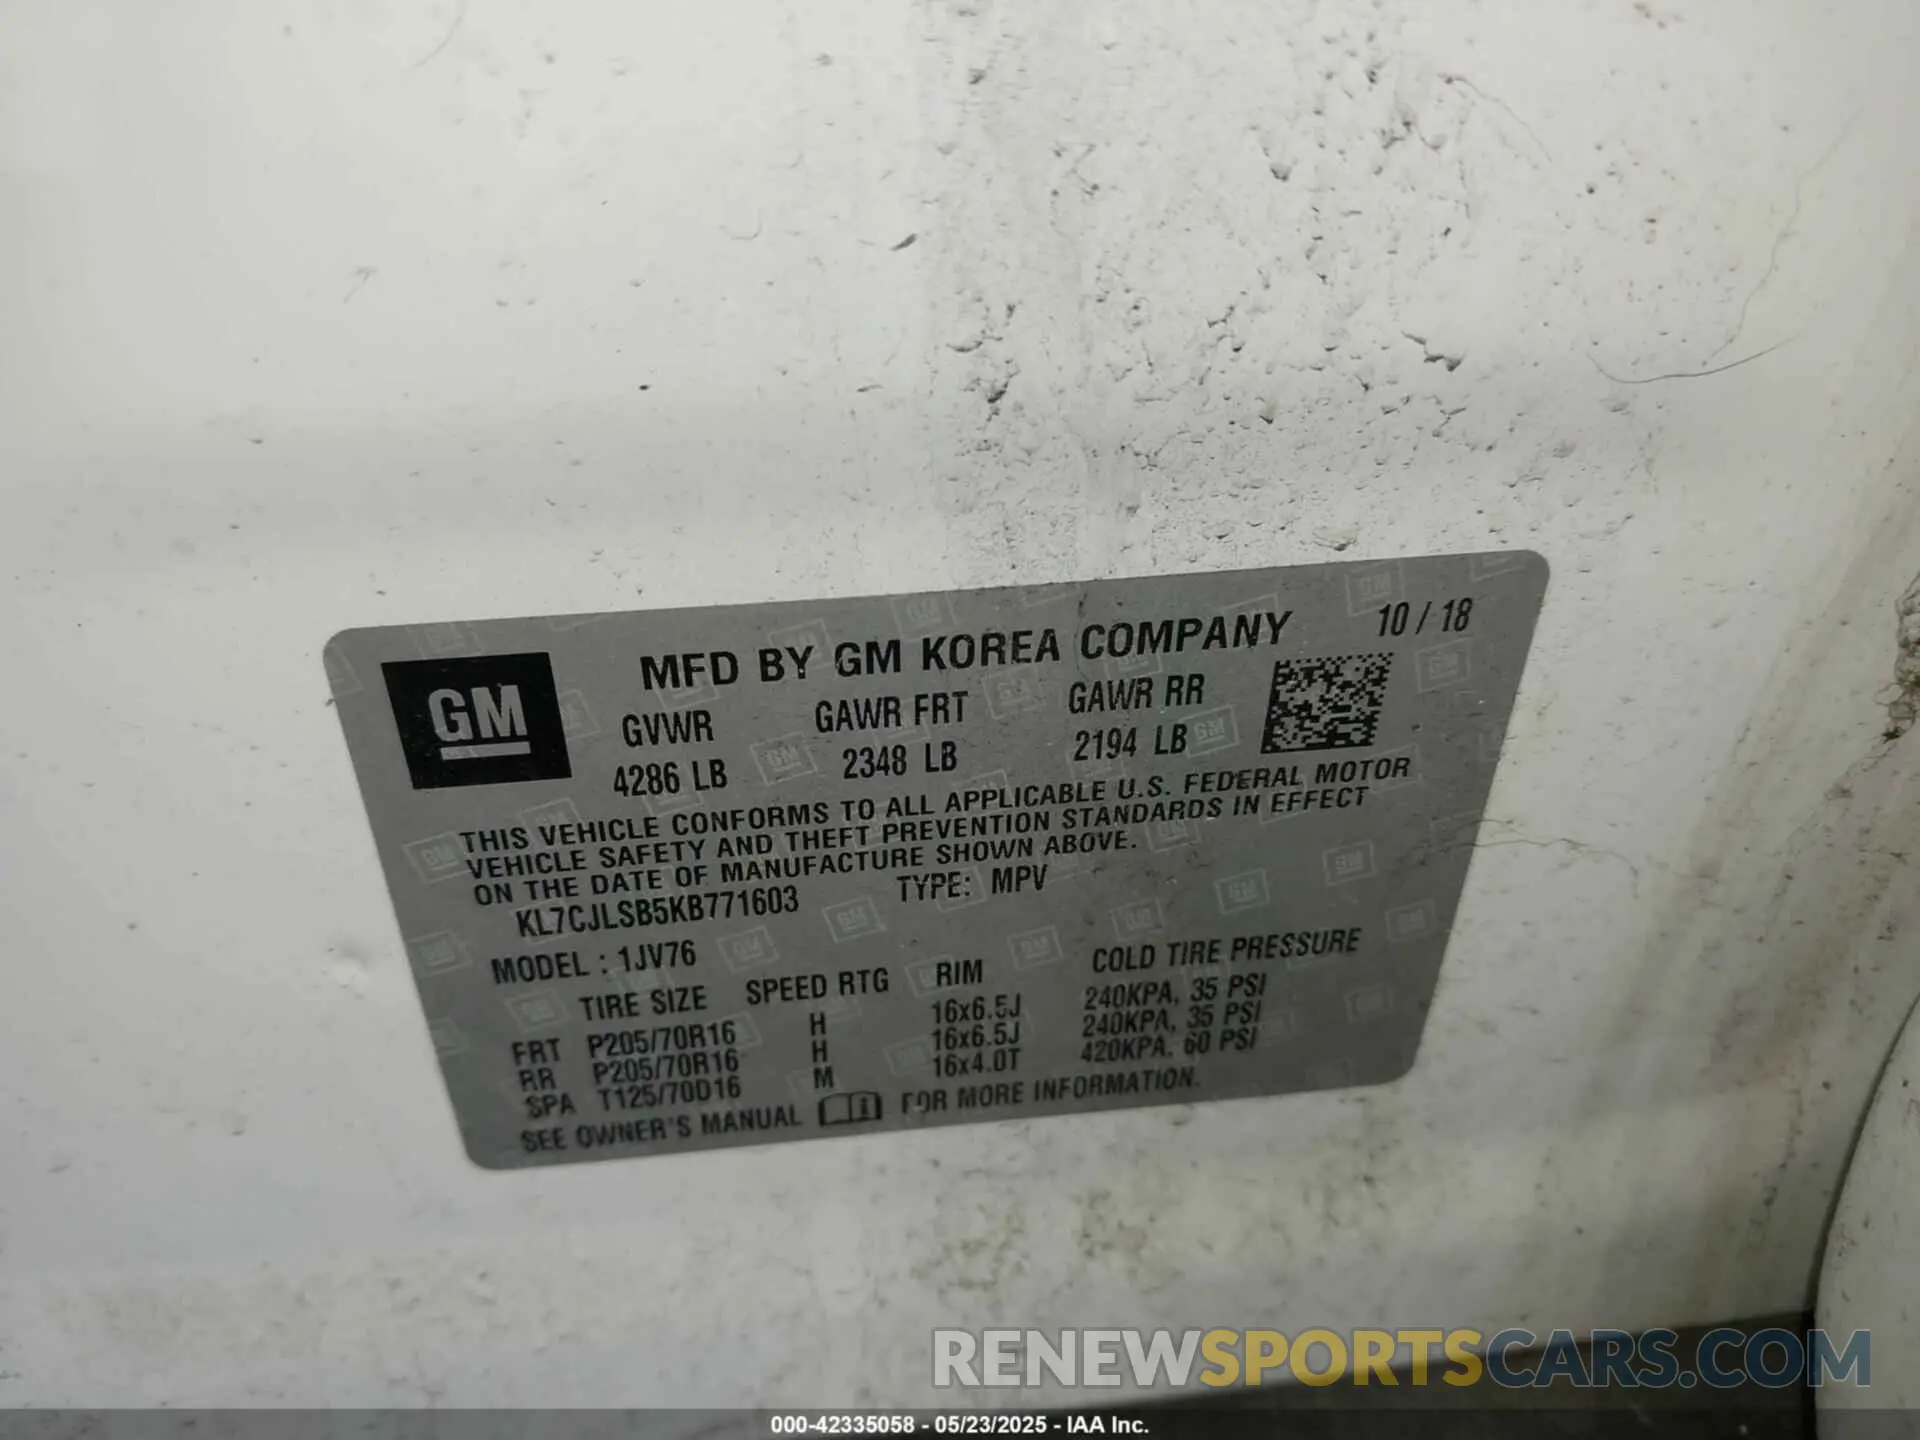 MFD BY GM KOREA COMPANY 10 / 18
GM
GVWR GAWR FRT GAWR RR
4286 LB 2348 LB 2194 LB
THIS VEHICLE CONFORMS TO ALL APPLICABLE U.S. FEDERAL MOTOR
VEHICLE SAFETY AND THEFT PREVENTION STANDARDS IN EFFECT
ON THE DATE OF MANUFACTURE SHOWN ABOVE.
KL7CJLSB5KB771603 TYPE: MPV
MODEL : 1JV76
TIRE SIZE SPEED RTG RIM COLD TIRE PRESSURE
FRT P205/70R16 H 16x6.5J 240KPA, 35 PSI
RR P205/70R16 H 16x6.5J 240KPA, 35 PSI
SPA T125/70D16 M 16x4.0T 420KPA, 60 PSI
SEE OWNER'S MANUAL FOR MORE INFORMATION.
RENEWSPORTSCARS.COM
000-42335058 - 05/23/2025 - IAA Inc.